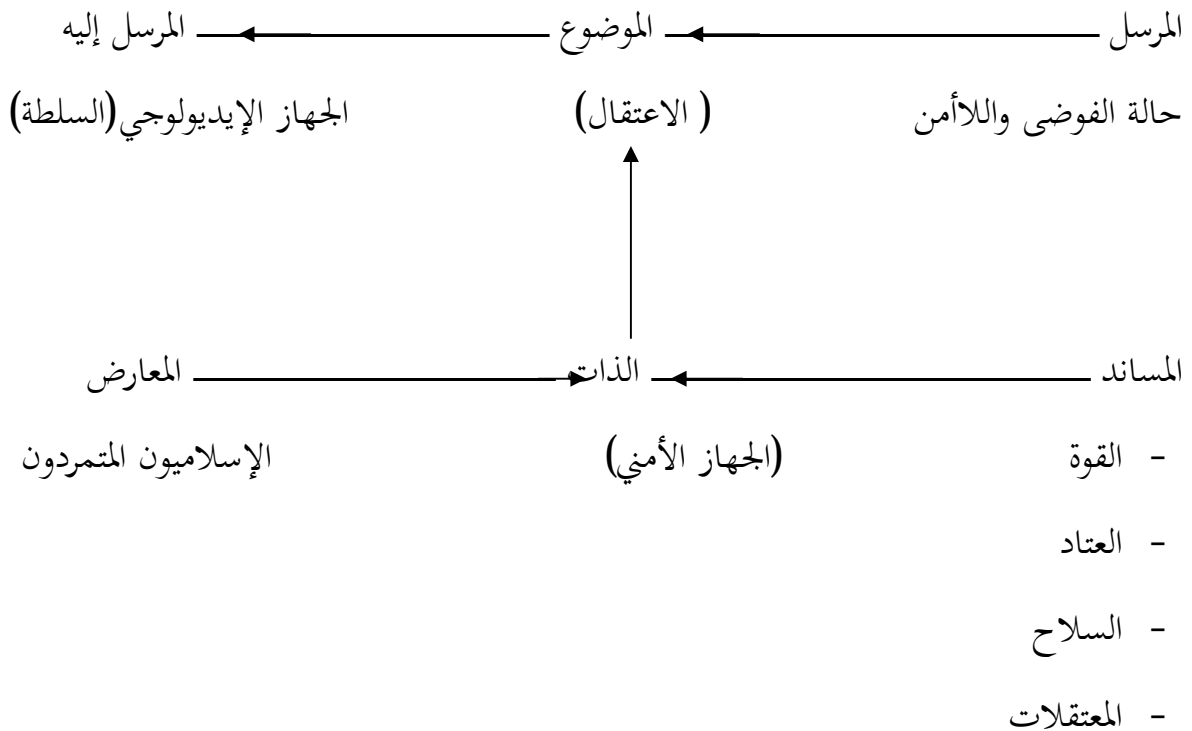 المرسل الموضوع المرسل إليه
حالة الفوضى واللاأمن ( الاعتقال) الجهاز الإيديولوجي(السلطة)
المساند الذات المعارض
- القوة (الجهاز الأمني) الإسلاميون المتمردون
- العتاد
- السلاح
- المعتقلات